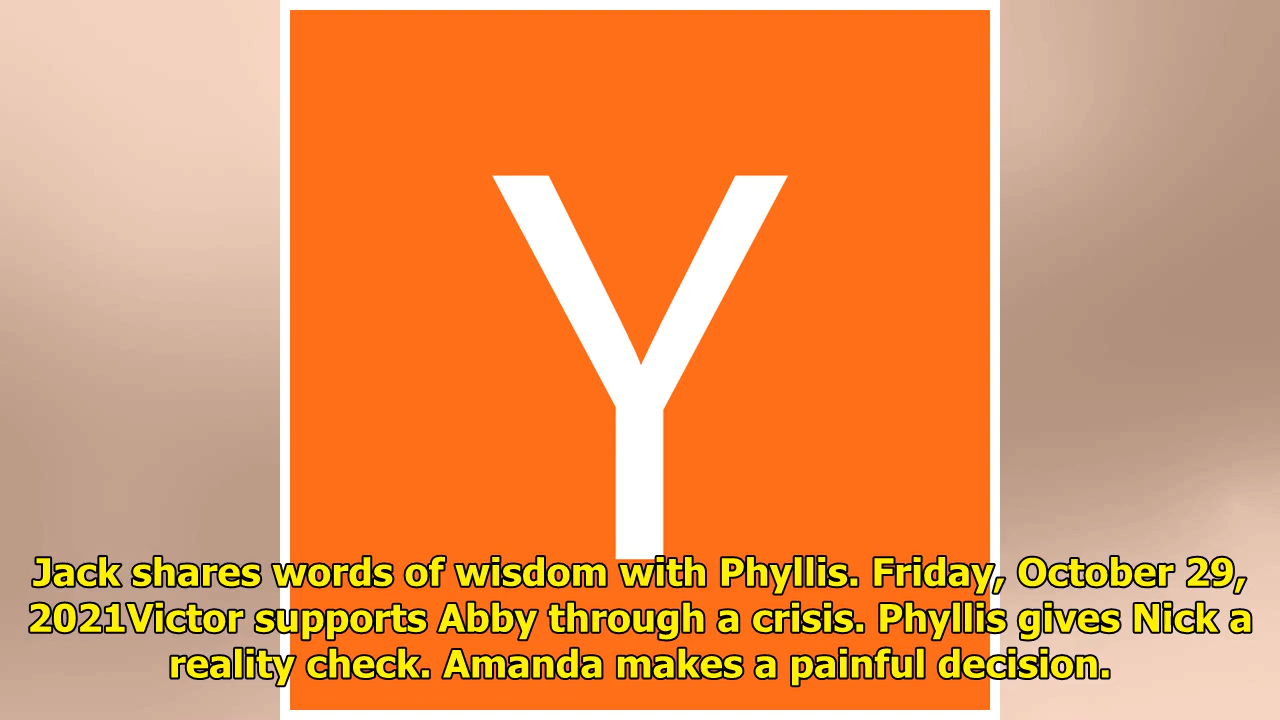 Y
Jack shares words of wisdom with Phyllis. Friday, October 29,
2021Victor supports Abby through a crisis. Phyllis gives Nick a
reality check. Amanda makes a painful decision.